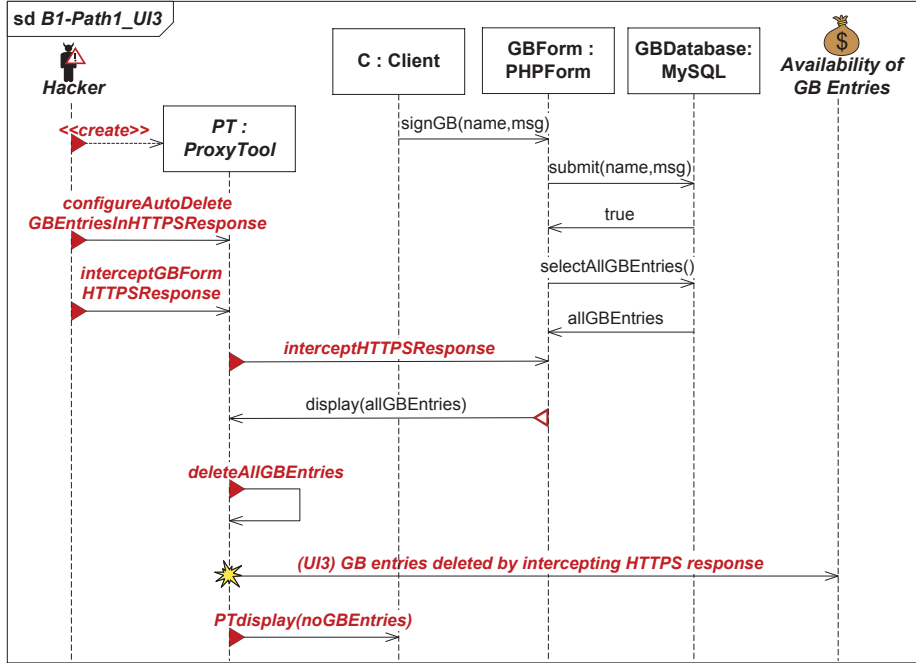 sd B1-Path1_UI3
Hacker
C : Client
GBForm :
PHPForm
GBDatabase:
MySQL
$
Availability of
GB Entries
<<create>>
PT :
ProxyTool
signGB(name,msg)
submit(name,msg)
configureAutoDelete
GBEntriesInHTTPSResponse
true
interceptGBForm
HTTPSResponse
selectAllGBEntries()
allGBEntries
interceptHTTPSResponse
display(allGBEntries)
deleteAllGBEntries
(UI3) GB entries deleted by intercepting HTTPS response
PTdisplay(noGBEntries)